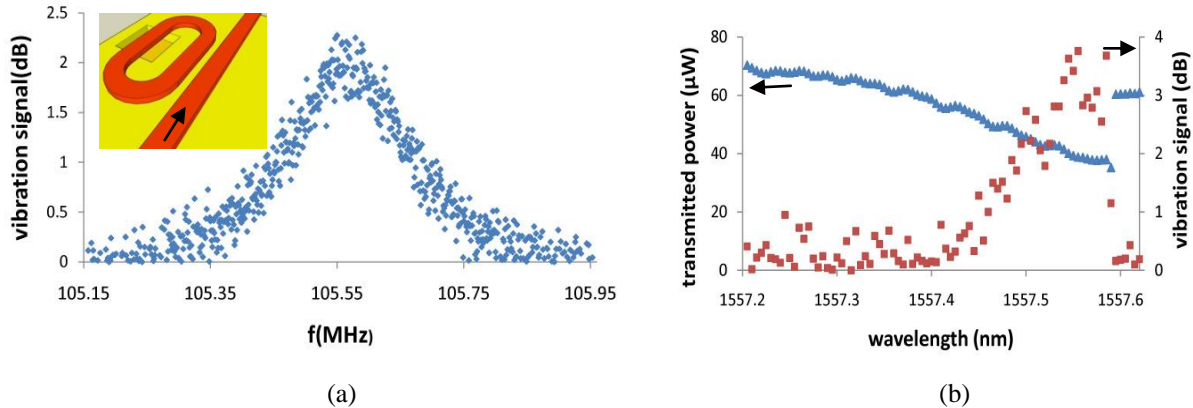 vibration signal(dB)
2.5
2
1.5
1
0.5
0
105.15 105.35 105.55 105.75 105.95
f(MHz)
(a)
transmitted power (µW)
80
60
40
20
0
4
3
2
1
0
vibration signal (dB)
1557.2 1557.3 1557.4 1557.5 1557.6
wavelength (nm)
(b)